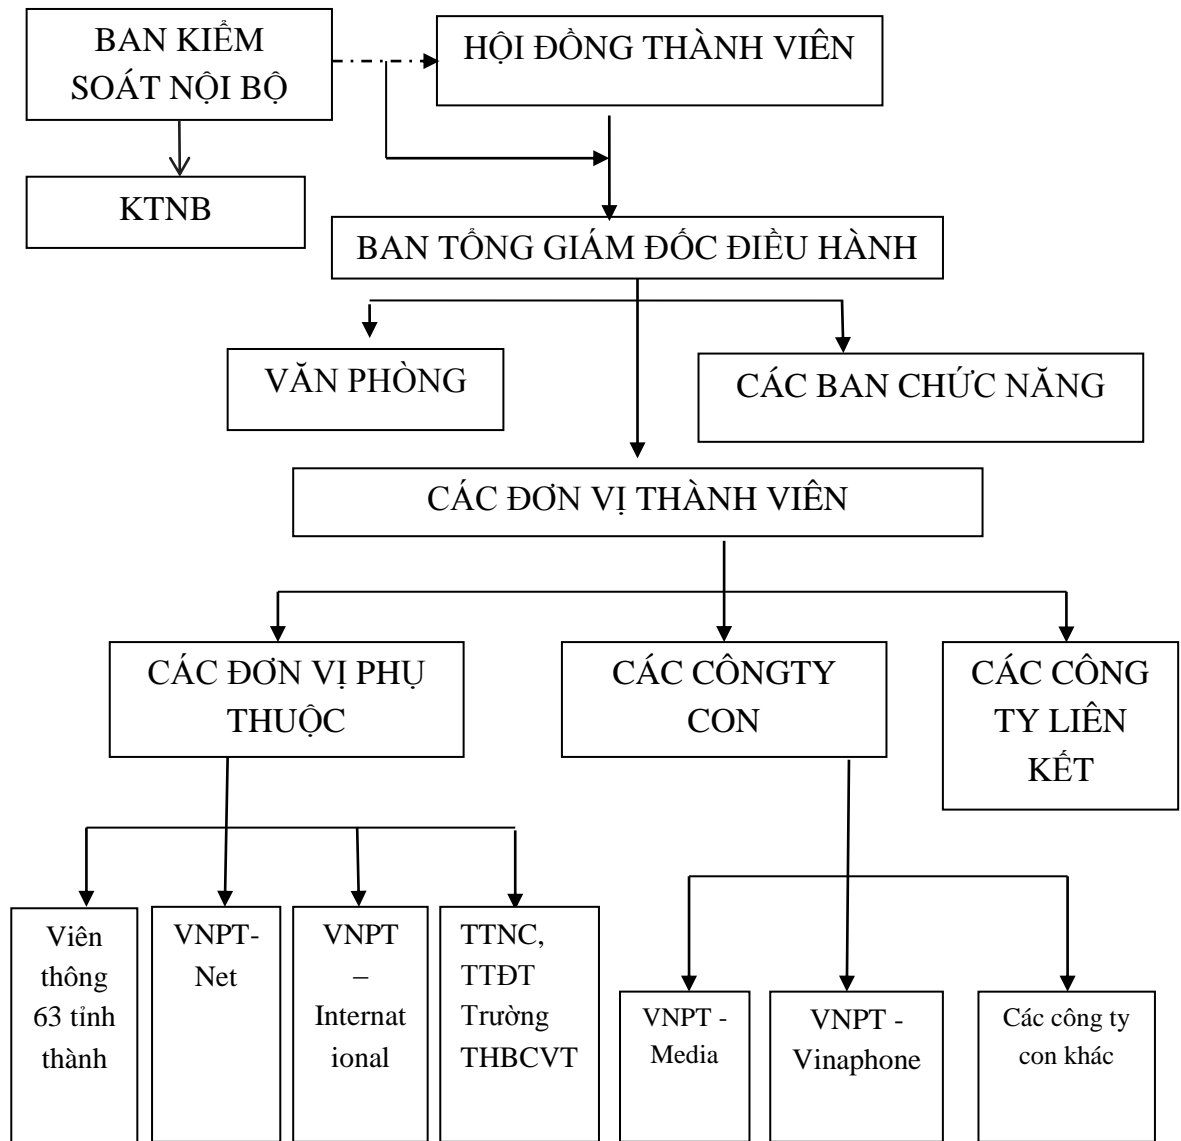 BAN KIỂM
SOÁT NỘI BỘ
HỘI ĐỒNG THÀNH VIÊN
KTNB
BAN TỔNG GIÁM ĐỐC ĐIỀU HÀNH
VĂN PHÒNG
CÁC BAN CHỨC NĂNG
CÁC ĐƠN VỊ THÀNH VIÊN
CÁC ĐƠN VỊ PHỤ
THUỘC
CÁC CÔNGTY
CON
CÁC CÔNG
TY LIÊN
KẾT
Viên
thông
63 tỉnh
thành
VNPT-
Net
VNPT
–
Internat
ional
TTNC,
TTĐT
Trường
THBCVT
VNPT -
Media
VNPT -
Vinaphone
Các công ty
con khác